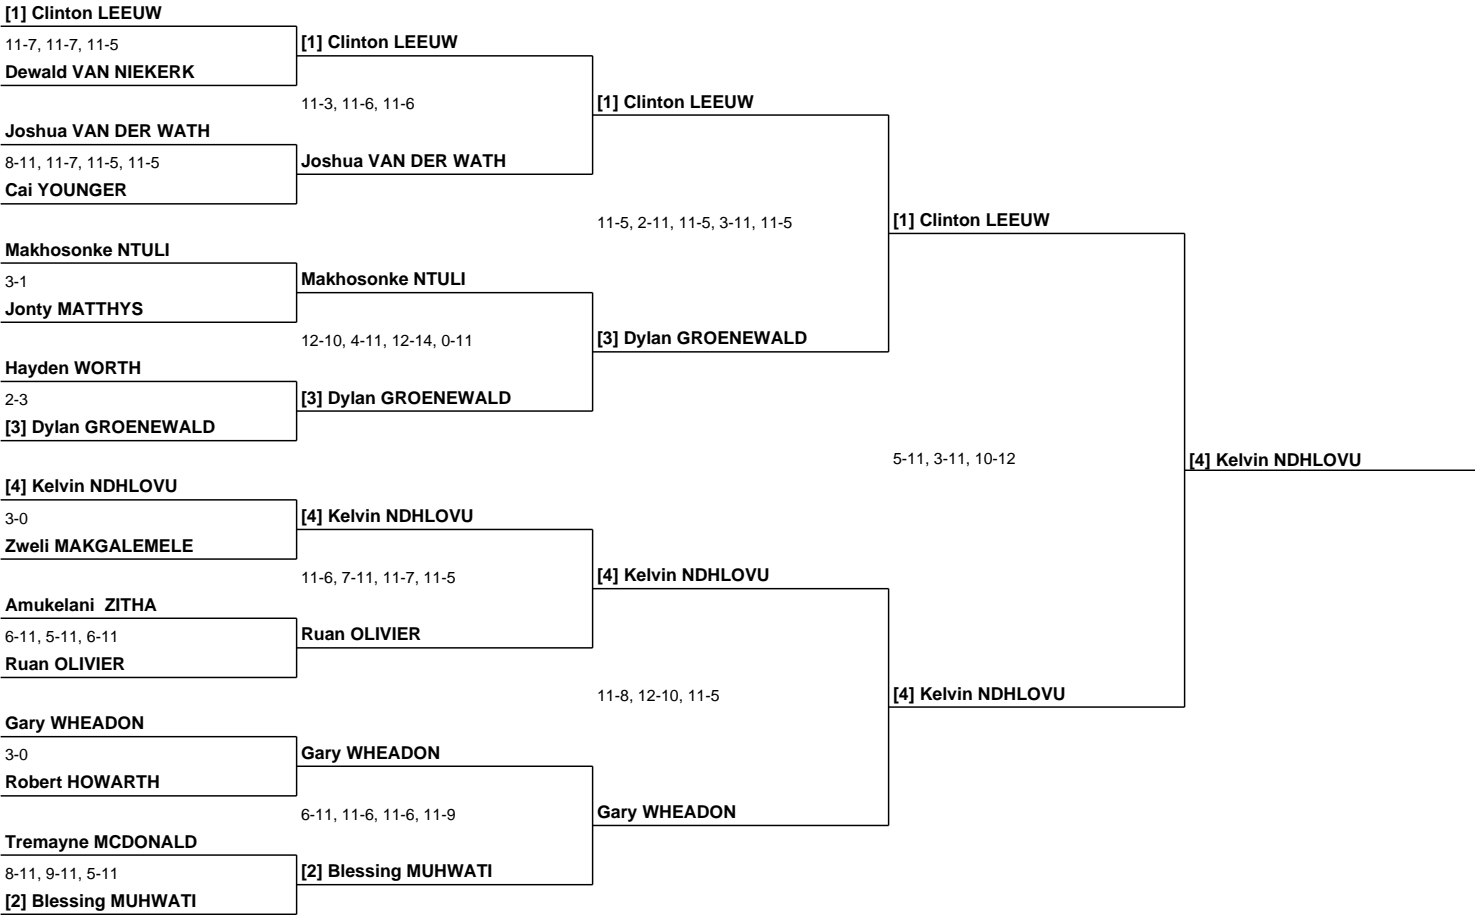 [1] Clinton LEEUW
11-7, 11-7, 11-5
Dewald VAN NIEKERK
Joshua VAN DER WATH
8-11, 11-7, 11-5, 11-5
Cai YOUNGER
Makhosonke NTULI
3-1
Jonty MATTHYS
Hayden WORTH
2-3
[3] Dylan GROENEWALD
[4] Kelvin NDHLOVU
3-0
Zweli MAKGALEMELE
Amukelani  ZITHA
6-11, 5-11, 6-11
Ruan OLIVIER
Gary WHEADON
3-0
Robert HOWARTH
Tremayne MCDONALD
8-11, 9-11, 5-11
[2] Blessing MUHWATI
[1] Clinton LEEUW
11-3, 11-6, 11-6
Joshua VAN DER WATH
Makhosonke NTULI
12-10, 4-11, 12-14, 0-11
[3] Dylan GROENEWALD
[4] Kelvin NDHLOVU
11-6, 7-11, 11-7, 11-5
Ruan OLIVIER
Gary WHEADON
6-11, 11-6, 11-6, 11-9
[2] Blessing MUHWATI
[1] Clinton LEEUW
11-5, 2-11, 11-5, 3-11, 11-5
[3] Dylan GROENEWALD
[4] Kelvin NDHLOVU
11-8, 12-10, 11-5
Gary WHEADON
[1] Clinton LEEUW
5-11, 3-11, 10-12
[4] Kelvin NDHLOVU
[4] Kelvin NDHLOVU